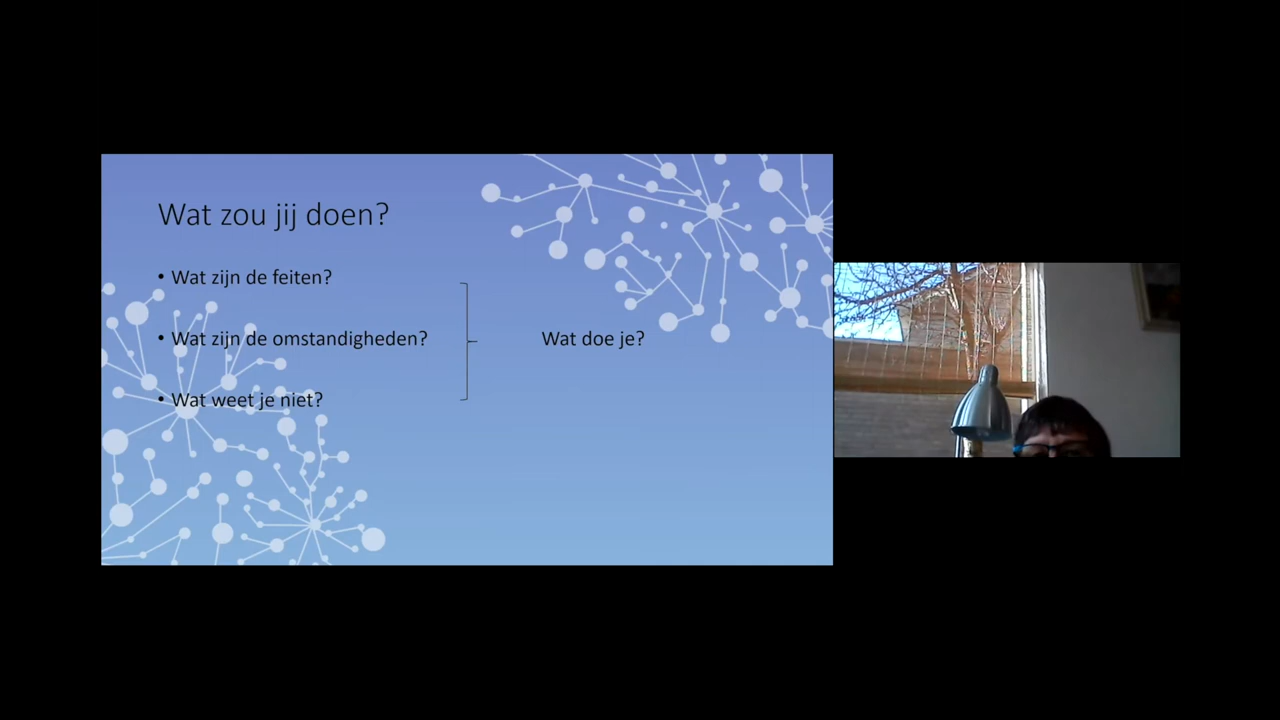 Wat zou jij doen?
• Wat zijn de feiten?
• Wat zijn de omstandigheden?
Wat doe je?
• Wat weet je niet?